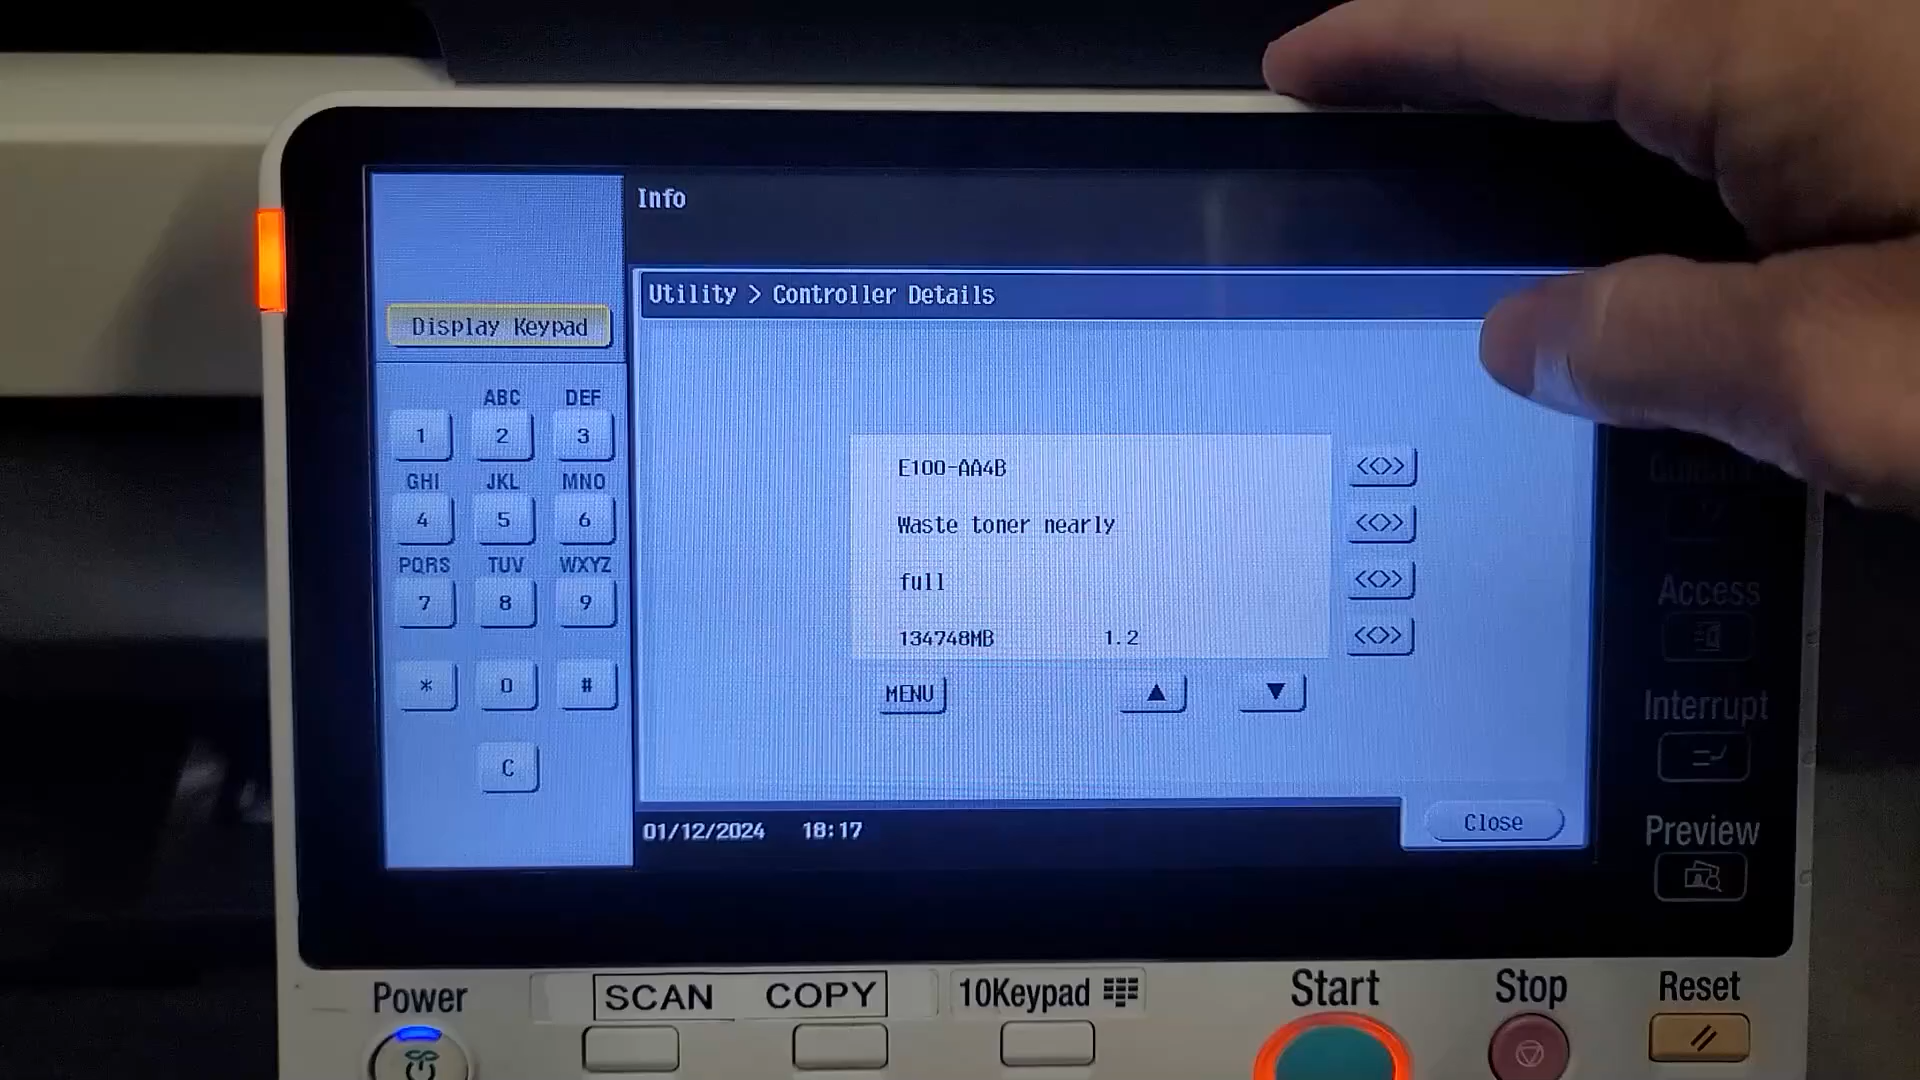 Info
Utility > Controller Details
Display Keypad
ABC DEF
1 2 3
GHI JKL MNO
4 5 6
PQRS TUV WXYZ
7 8 9
* 0 #
C
E100-AA4B
Waste toner nearly
full
134748MB 1.2
<<>>
<<>>
<<>>
<<>>
MENU ▲ ▼
01/12/2024 18:17
Close
Access
Interrupt
Preview
Power
SCAN COPY
10Keypad
Start
Stop
Reset